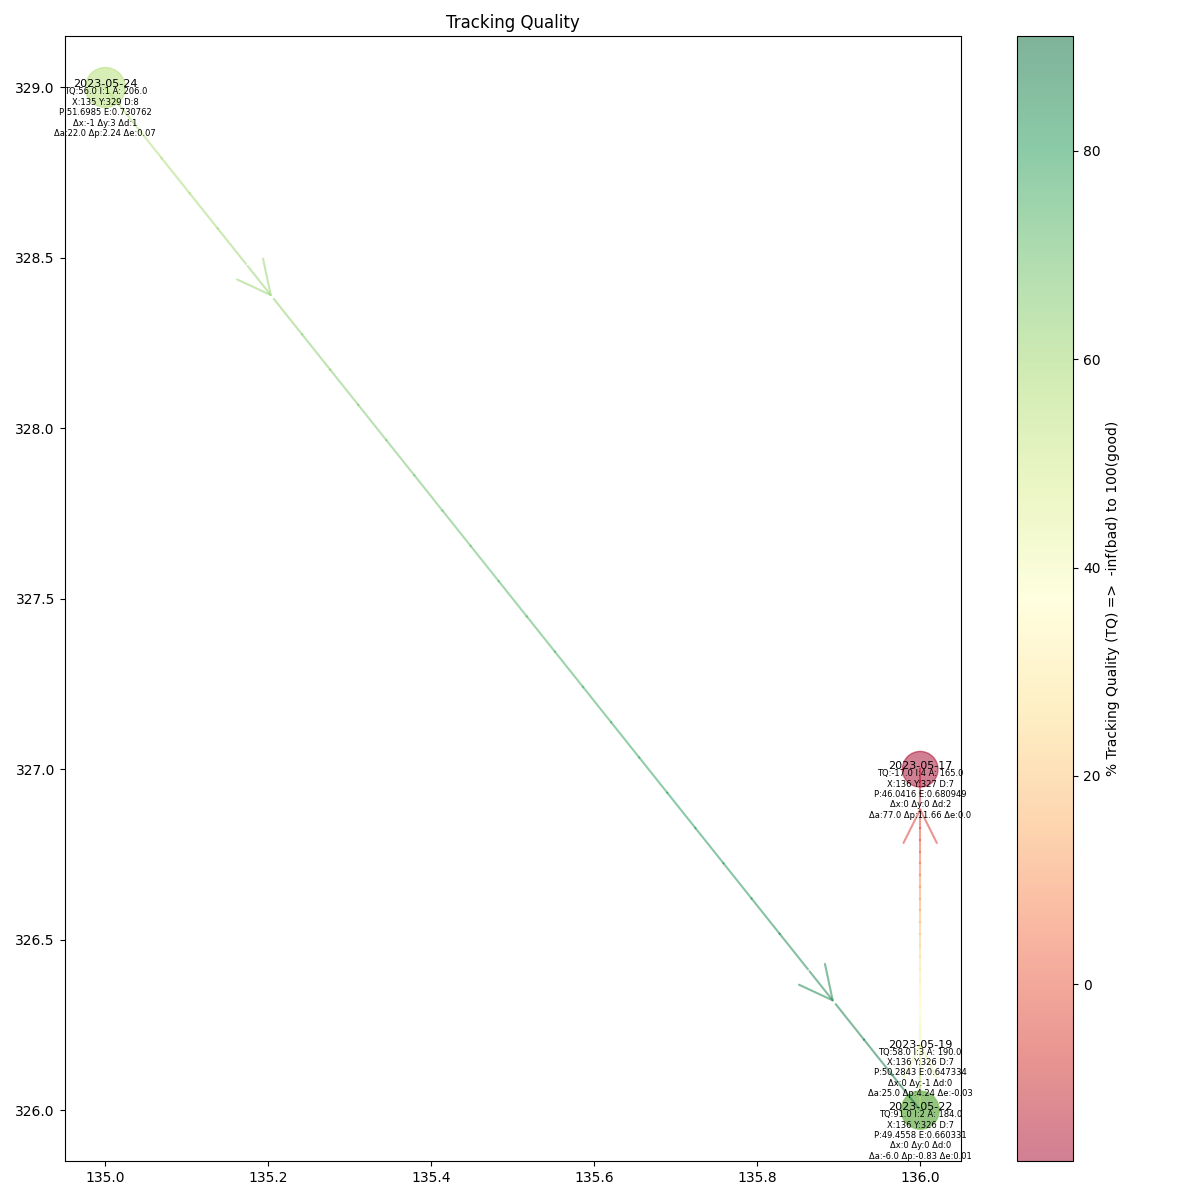 Tracking Quality
329.0
328.5
328.0
327.5
327.0
326.5
326.0
135.0
135.2
135.4
135.6
135.8
136.0
2023-05-24
TQ:56.0 I:1 A: 206.0
X:135 Y:329 D:8
P:51.6985 E:0.730762
Δx:-1 Δy:3 Δd:1
Δa:22.0 Δp:2.24 Δe:0.07
2023-05-17
TQ:-17.0 I:4 A: 165.0
X:136 Y:327 D:7
P:46.0416 E:0.680949
Δx:0 Δy:0 Δd:2
Δa:77.0 Δp:11.66 Δe:0.0
2023-05-19
TQ:58.0 I:3 A: 190.0
X:136 Y:326 D:7
P:50.2843 E:0.647334
Δx:0 Δy:-1 Δd:0
Δa:25.0 Δp:4.24 Δe:-0.03
2023-05-22
TQ:91.0 I:2 A: 184.0
X:136 Y:326 D:7
P:49.4558 E:0.660331
Δx:0 Δy:0 Δd:0
Δa:-6.0 Δp:-0.83 Δe:0.01
80
60
40
20
0
% Tracking Quality (TQ) => -inf(bad) to 100(good)